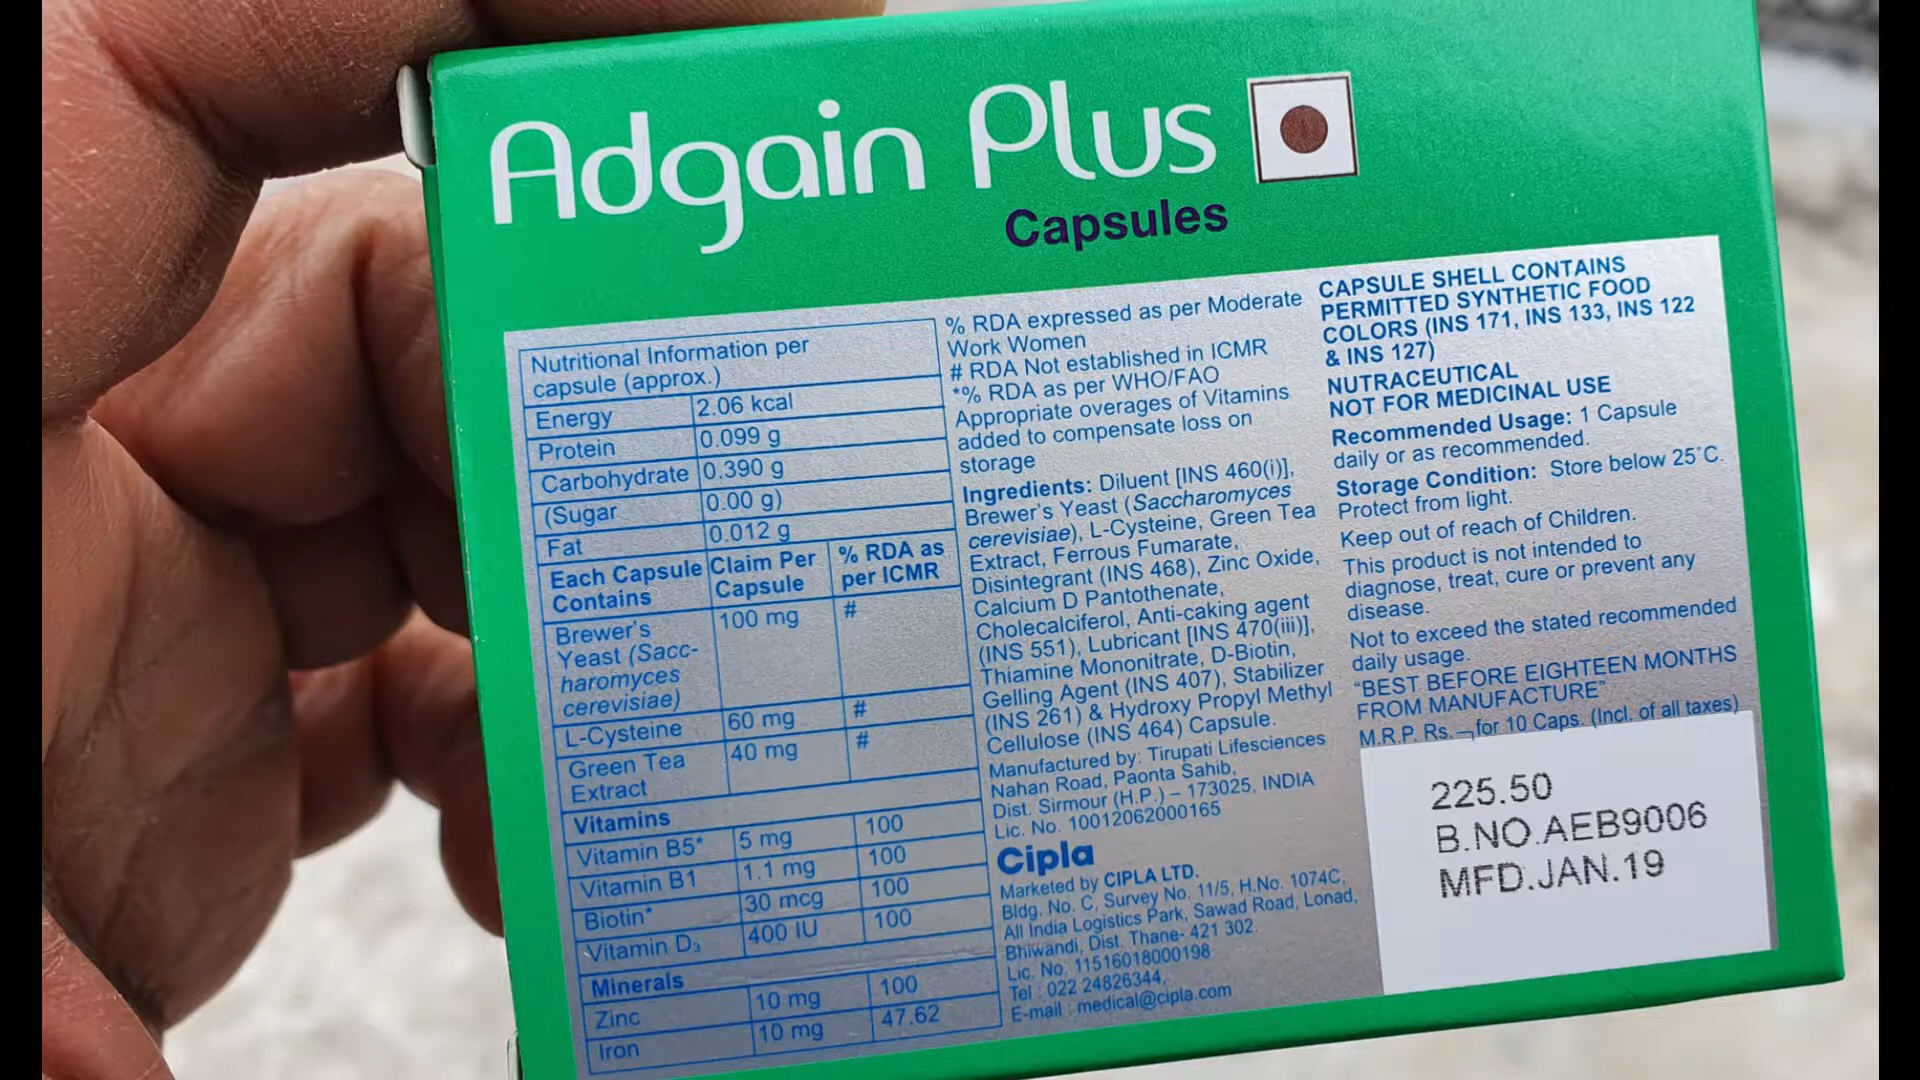 Adgain Plus
Capsules
Nutritional Information per
capsule (approx.)
Energy 2.06 kcal
Protein 0.099 g
Carbohydrate 0.390 g
(Sugar 0.00 g)
Fat 0.012 g
Each Capsule Contains Claim Per Capsule % RDA as per ICMR
Brewer's 100 mg #
Yeast (Sacc-
haromyces
cerevisiae)
L-Cysteine 60 mg #
Green Tea 40 mg #
Extract
Vitamins
Vitamin B5* 5 mg 100
Vitamin B1 1.1 mg 100
Biotin* 30 mcg 100
Vitamin D₃ 400 IU 100
Minerals
Zinc 10 mg 100
Iron 10 mg 47.62
% RDA expressed as per Moderate
Work Women
# RDA Not established in ICMR
*% RDA as per WHO/FAO
Appropriate overages of Vitamins
added to compensate loss on
storage
Ingredients: Diluent [INS 460(i)],
Brewer's Yeast (Saccharomyces
cerevisiae), L-Cysteine, Green Tea
Extract, Ferrous Fumarate,
Disintegrant (INS 468), Zinc Oxide,
Calcium D Pantothenate,
Cholecalciferol, Anti-caking agent
(INS 551), Lubricant [INS 470(iii)],
Thiamine Mononitrate, D-Biotin,
Gelling Agent (INS 407), Stabilizer
(INS 261) & Hydroxy Propyl Methyl
Cellulose (INS 464) Capsule.
Manufactured by: Tirupati Lifesciences
Nahan Road, Paonta Sahib,
Dist. Sirmour (H.P.) – 173025, INDIA
Lic. No. 10012062000165
Cipla
Marketed by CIPLA LTD.
Bldg. No. C, Survey No. 11/5, H.No. 1074C,
All India Logistics Park, Sawad Road, Lonad,
Bhiwandi, Dist. Thane- 421 302.
Lic. No. 11516018000198
Tel : 022 24826344,
E-mail : medical@cipla.com
CAPSULE SHELL CONTAINS
PERMITTED SYNTHETIC FOOD
COLORS (INS 171, INS 133, INS 122
& INS 127)
NUTRACEUTICAL
NOT FOR MEDICINAL USE
Recommended Usage: 1 Capsule
daily or as recommended.
Storage Condition: Store below 25°C.
Protect from light.
Keep out of reach of Children.
This product is not intended to
diagnose, treat, cure or prevent any
disease.
Not to exceed the stated recommended
daily usage.
"BEST BEFORE EIGHTEEN MONTHS
FROM MANUFACTURE"
M.R.P. Rs. for 10 Caps. (Incl. of all taxes)
225.50
B.NO.AEB9006
MFD.JAN.19